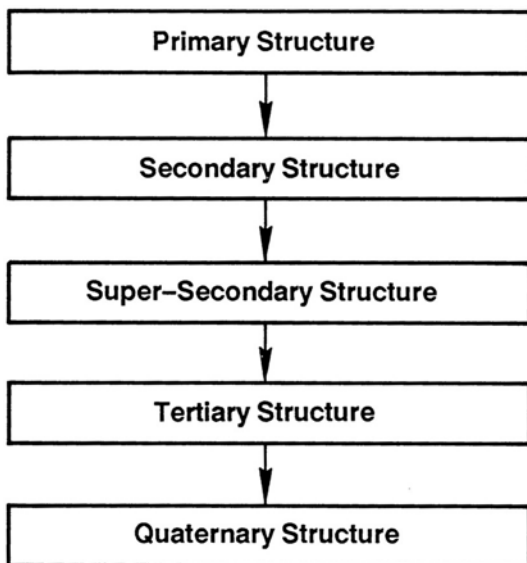 Primary Structure
Secondary Structure
Super–Secondary Structure
Tertiary Structure
Quaternary Structure